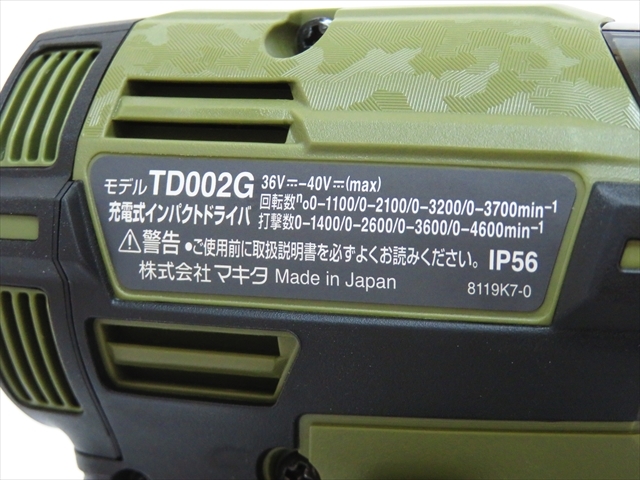 モデル TD002G 36V⎓-40V⎓(max)
充電式インパクトドライバ 回転数n₀0-1100/0-2100/0-3200/0-3700min⁻¹
打撃数0-1400/0-2600/0-3600/0-4600min⁻¹
⚠警告 •ご使用前に取扱説明書を必ずよくお読みください。 IP56
株式会社マキタ Made in Japan 8119K7-0